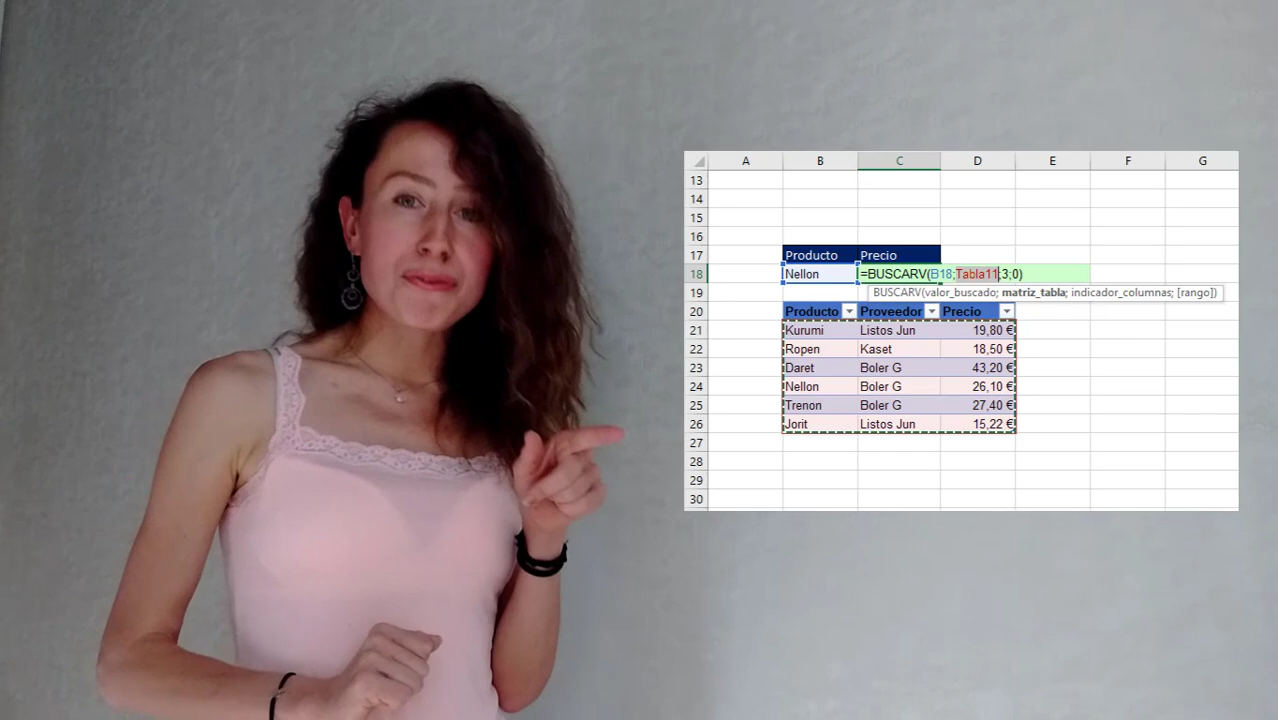 A B C D E F G
13
14
15
16
17 Producto Precio
18 Nellon =BUSCARV(B18;Tabla11;3;0)
19 BUSCARV(valor_buscado; matriz_tabla; indicador_columnas; [rango])
20 Producto Proveedor Precio
21 Kurumi Listos Jun 19,80 €
22 Ropen Kaset 18,50 €
23 Daret Boler G 43,20 €
24 Nellon Boler G 26,10 €
25 Trenon Boler G 27,40 €
26 Jorit Listos Jun 15,22 €
27
28
29
30